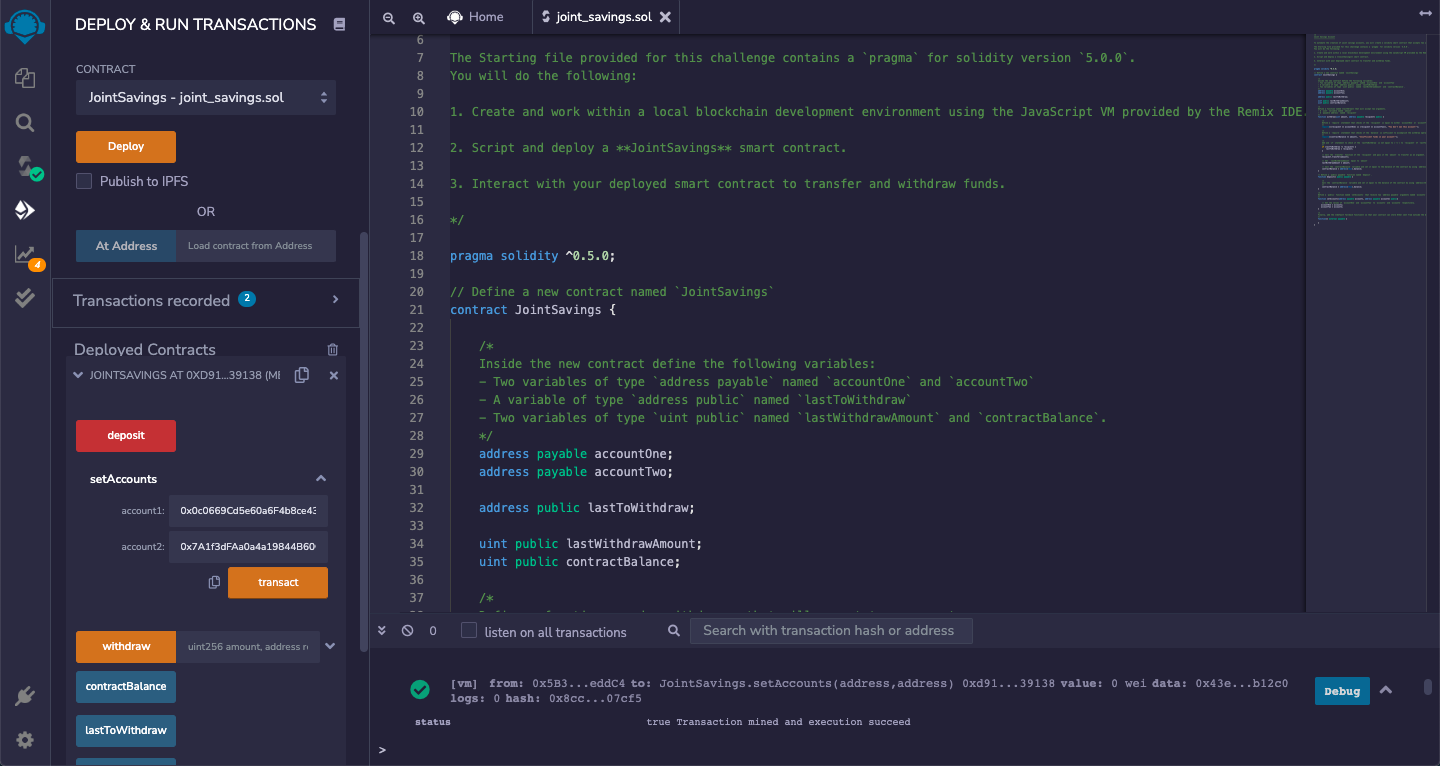 DEPLOY & RUN TRANSACTIONS
CONTRACT
JointSavings - joint_savings.sol
Deploy
Publish to IPFS
OR
At Address
Load contract from Address
4
Transactions recorded 2
Deployed Contracts
JOINTSAVINGS AT 0XD91...39138
deposit
setAccounts
account1:
0x0c0669Cd5e60a6F4b8ce43
account2:
0x7A1f3dFAa0a4a19844B60
transact
withdraw
uint256 amount, address
contractBalance
lastToWithdraw
Home
joint_savings.sol
6
7 The Starting file provided for this challenge contains a `pragma` for solidity version `5.0.0`.
8 You will do the following:
9
10 1. Create and work within a local blockchain development environment using the JavaScript VM provided by the Remix IDE.
11
12 2. Script and deploy a **JointSavings** smart contract.
13
14 3. Interact with your deployed smart contract to transfer and withdraw funds.
15
16 */
17
18 pragma solidity ^0.5.0;
19
20 // Define a new contract named `JointSavings`
21 contract JointSavings {
22
23 /*
24 Inside the new contract define the following variables:
25 - Two variables of type `address payable` named `accountOne` and `accountTwo`
26 - A variable of type `address public` named `lastToWithdraw`
27 - Two variables of type `uint public` named `lastWithdrawAmount` and `contractBalance`.
28 */
29 address payable accountOne;
30 address payable accountTwo;
31
32 address public lastToWithdraw;
33
34 uint public lastWithdrawAmount;
35 uint public contractBalance;
36
37 /*
0
listen on all transactions
Search with transaction hash or address
[vm] from: 0x5B3...eddC4 to: JointSavings.setAccounts(address,address) 0xd91...39138 value: 0 wei data: 0x43e...b12c0
logs: 0 hash: 0x8cc...07cf5
Debug
status true Transaction mined and execution succeed
>